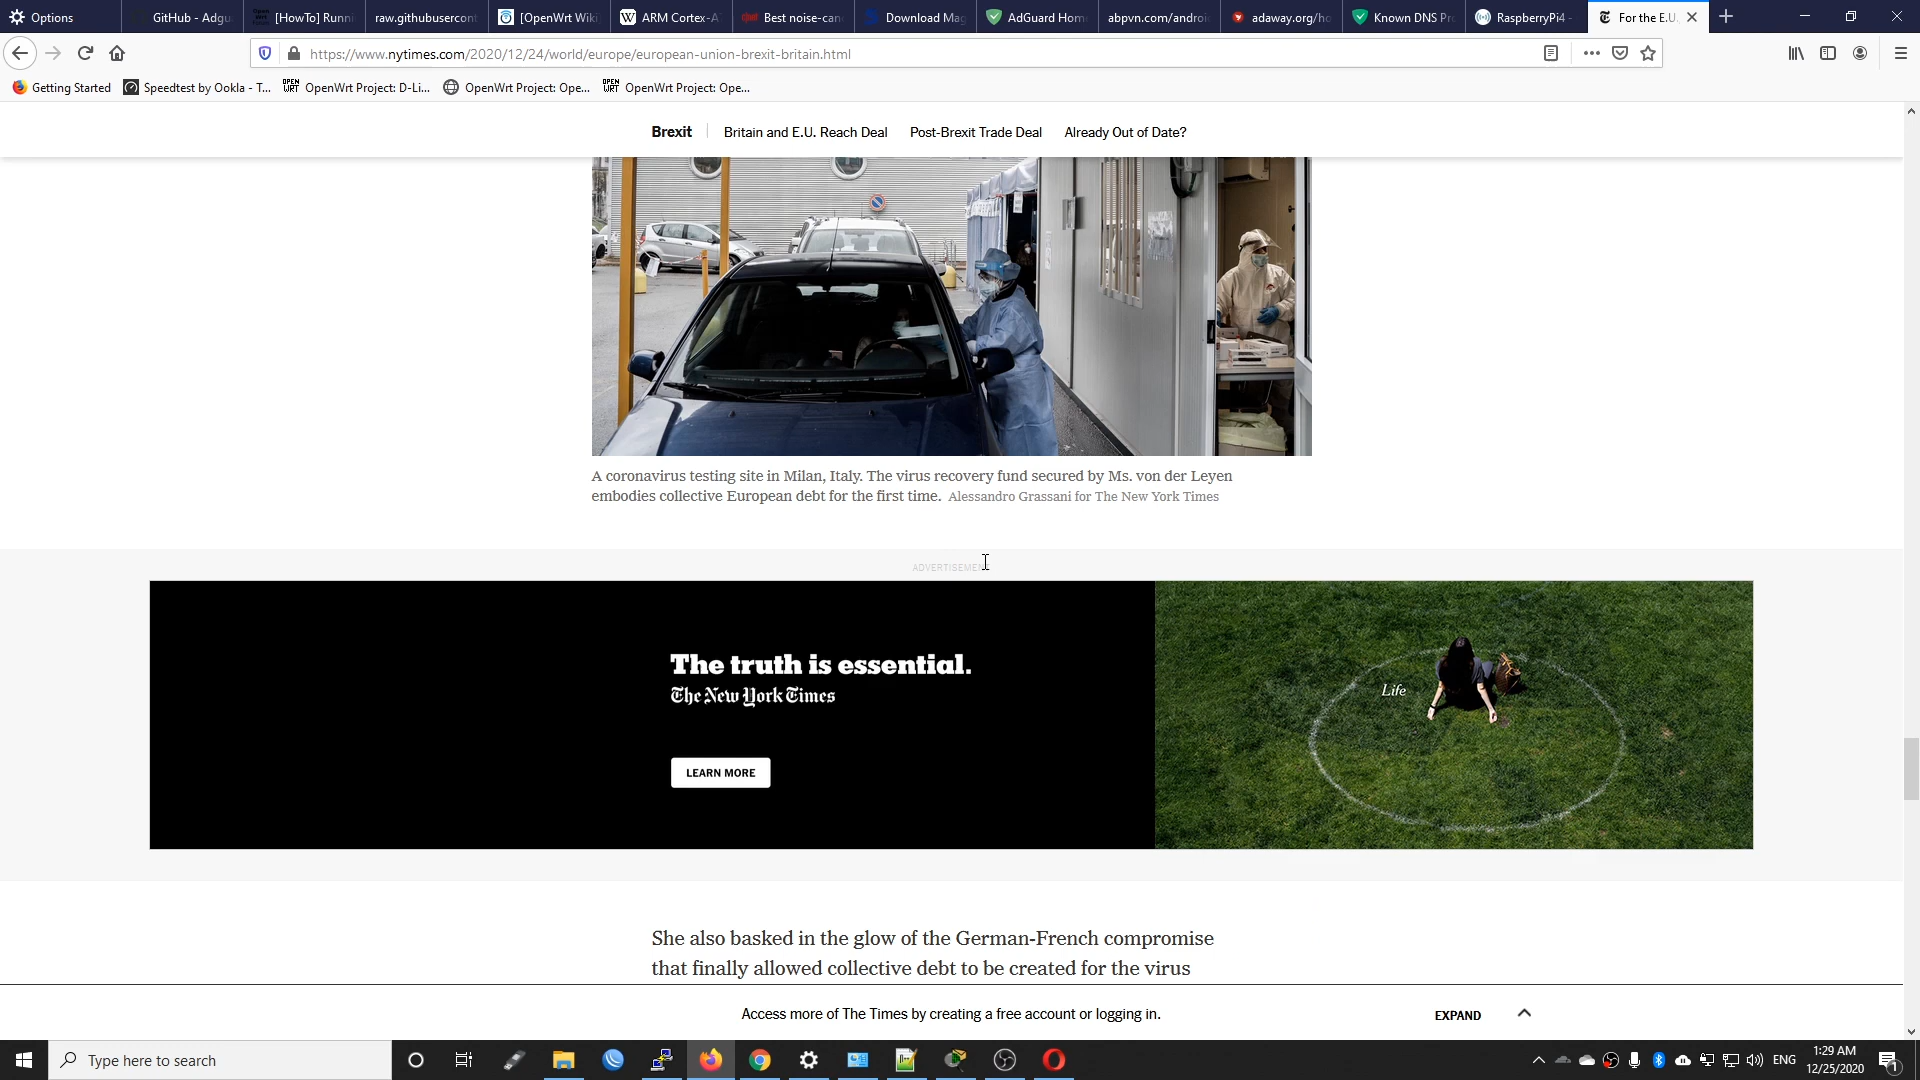 Options
GitHub - Adgu
[HowTo] Runni
raw.githubusercont
[OpenWrt Wiki
ARM Cortex-A
Best noise-can
Download Mag
AdGuard Home
abpvn.com/androi
adaway.org/ho
Known DNS Pr
RaspberryPi4 -
For the E.U.
https://www.nytimes.com/2020/12/24/world/europe/european-union-brexit-britain.html
Getting Started
Speedtest by Ookla - T...
OpenWrt Project: D-Li...
OpenWrt Project: Ope...
OpenWrt Project: Ope...
Brexit
Britain and E.U. Reach Deal
Post-Brexit Trade Deal
Already Out of Date?
A coronavirus testing site in Milan, Italy. The virus recovery fund secured by Ms. von der Leyen
embodies collective European debt for the first time. Alessandro Grassani for The New York Times
ADVERTISEMENT
The truth is essential.
The New York Times
Life
LEARN MORE
She also basked in the glow of the German-French compromise
that finally allowed collective debt to be created for the virus
Access more of The Times by creating a free account or logging in.
EXPAND
Type here to search
ENG
1:29 AM
12/25/2020
1